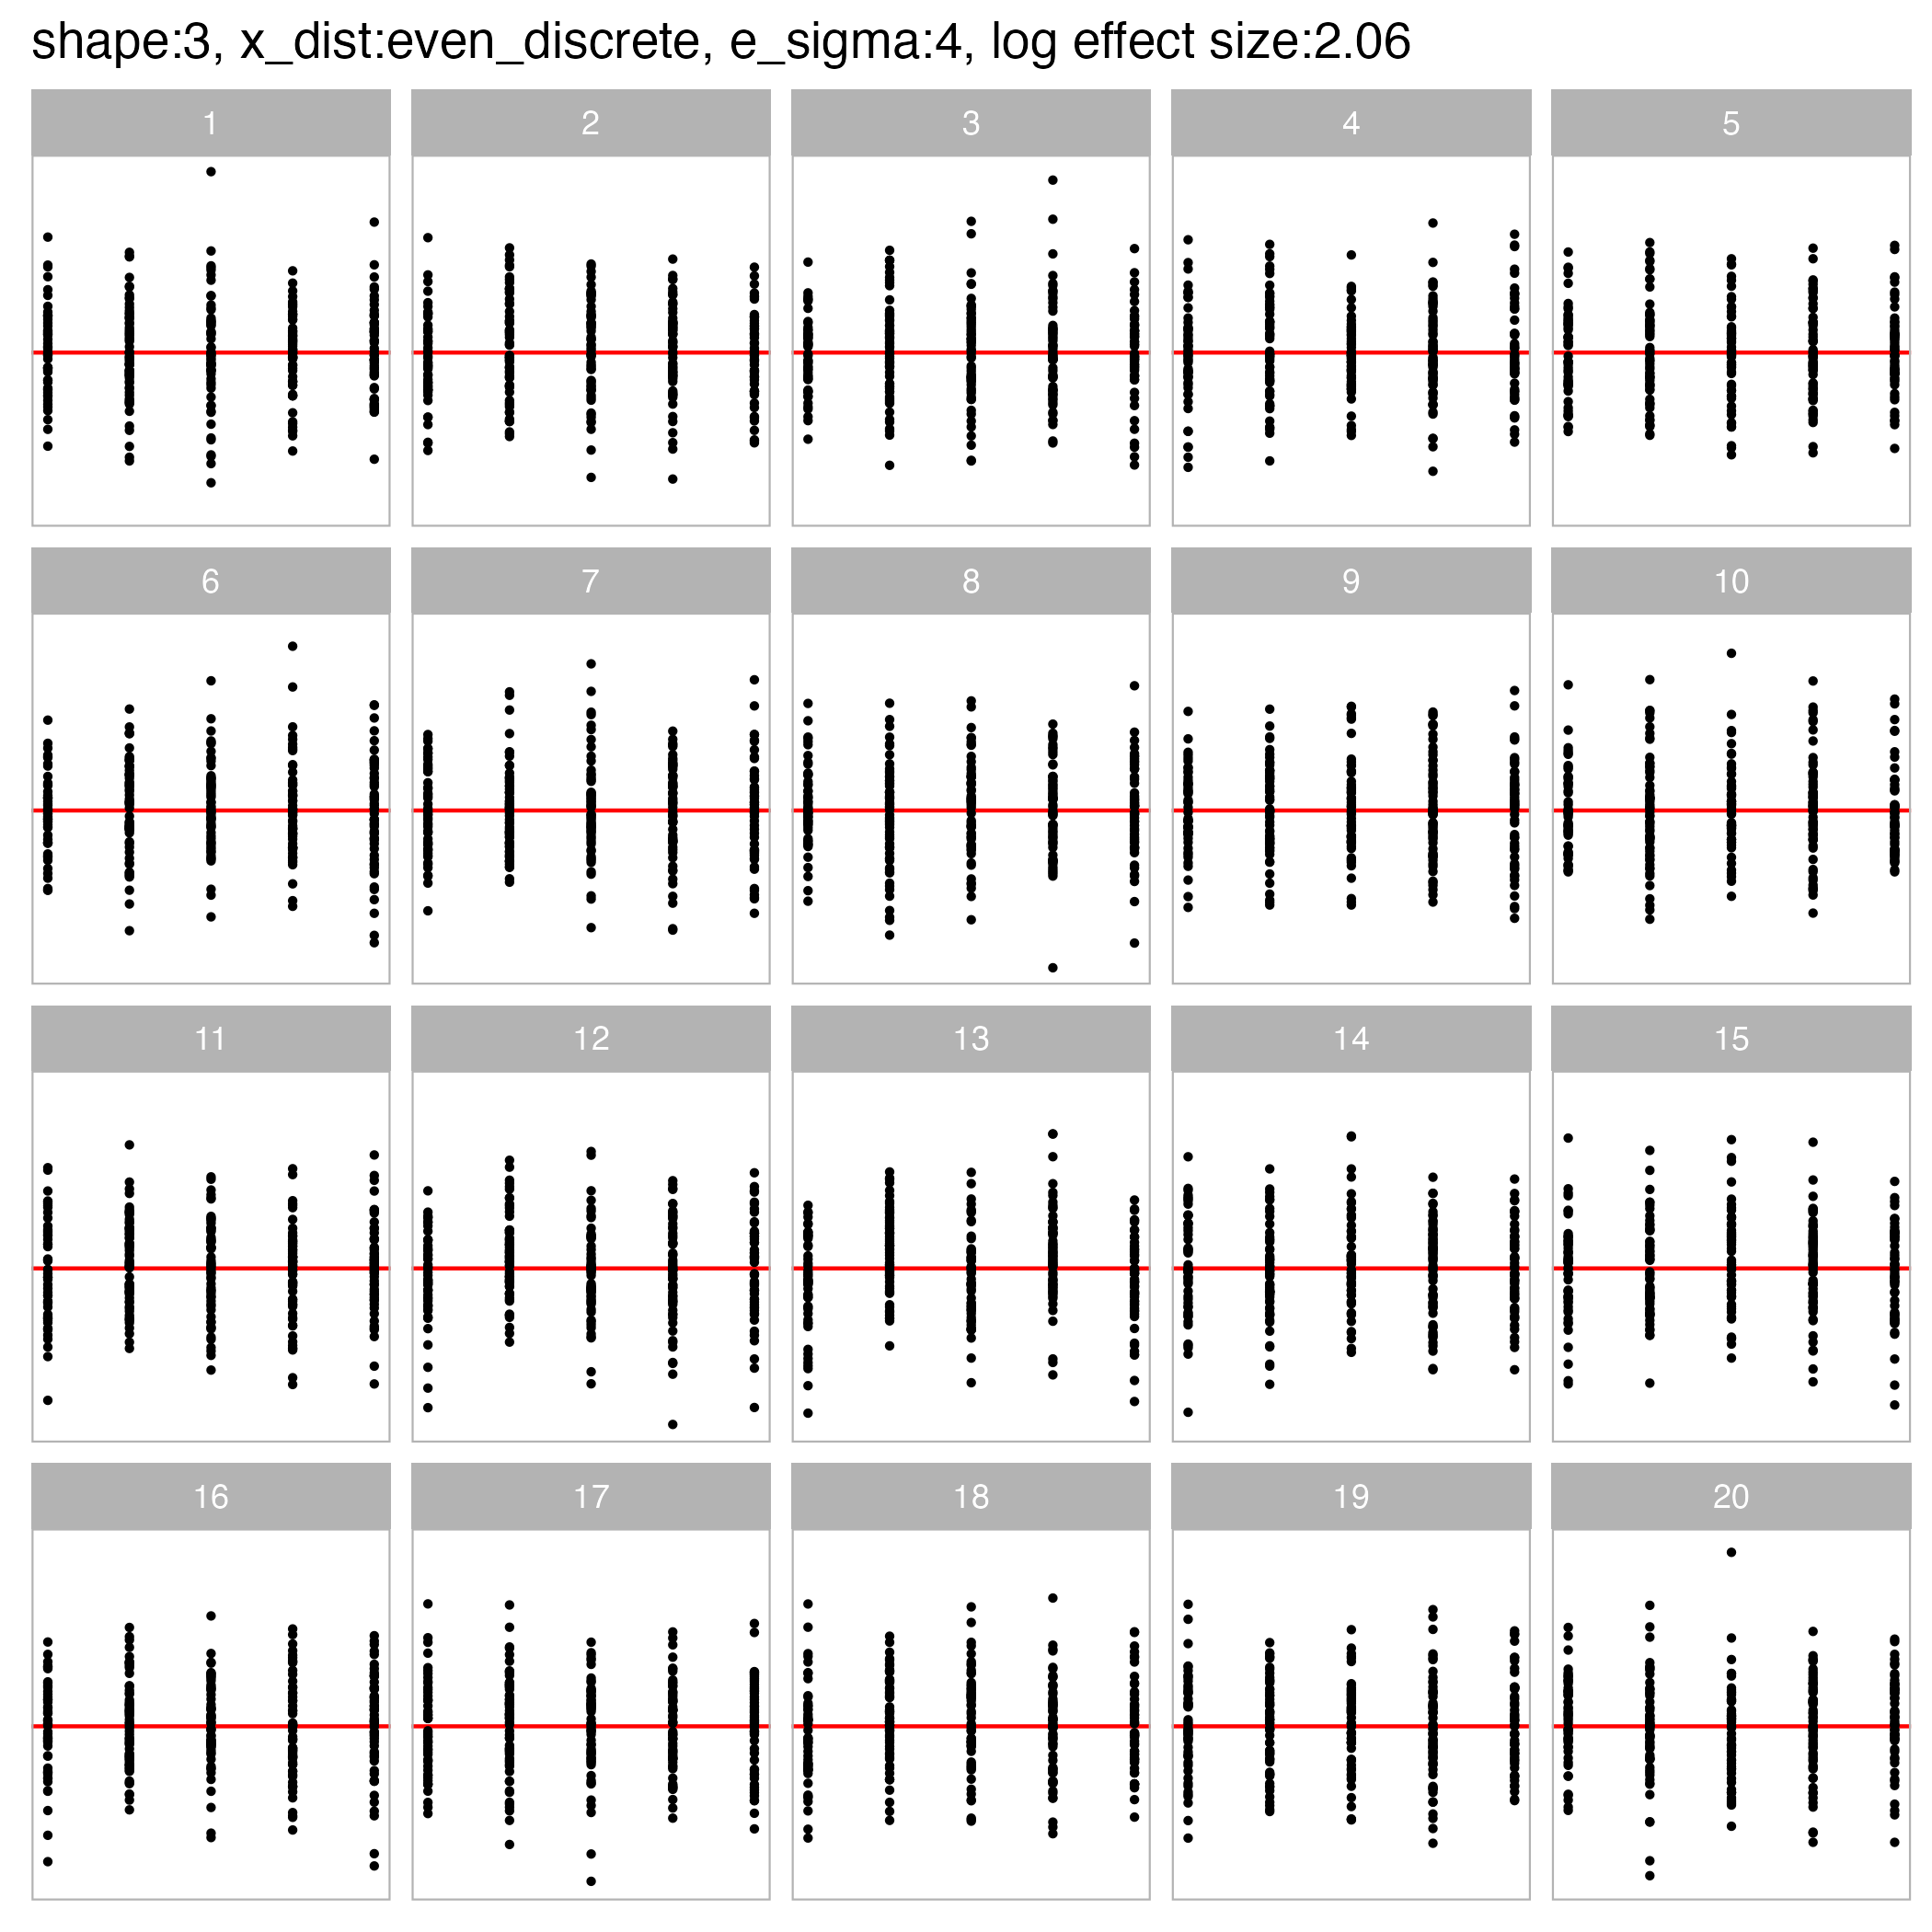 shape:3, x_dist:even_discrete, e_sigma:4, log effect size:2.06
1 2 3 4 5
6 7 8 9 10
11 12 13 14 15
16 17 18 19 20